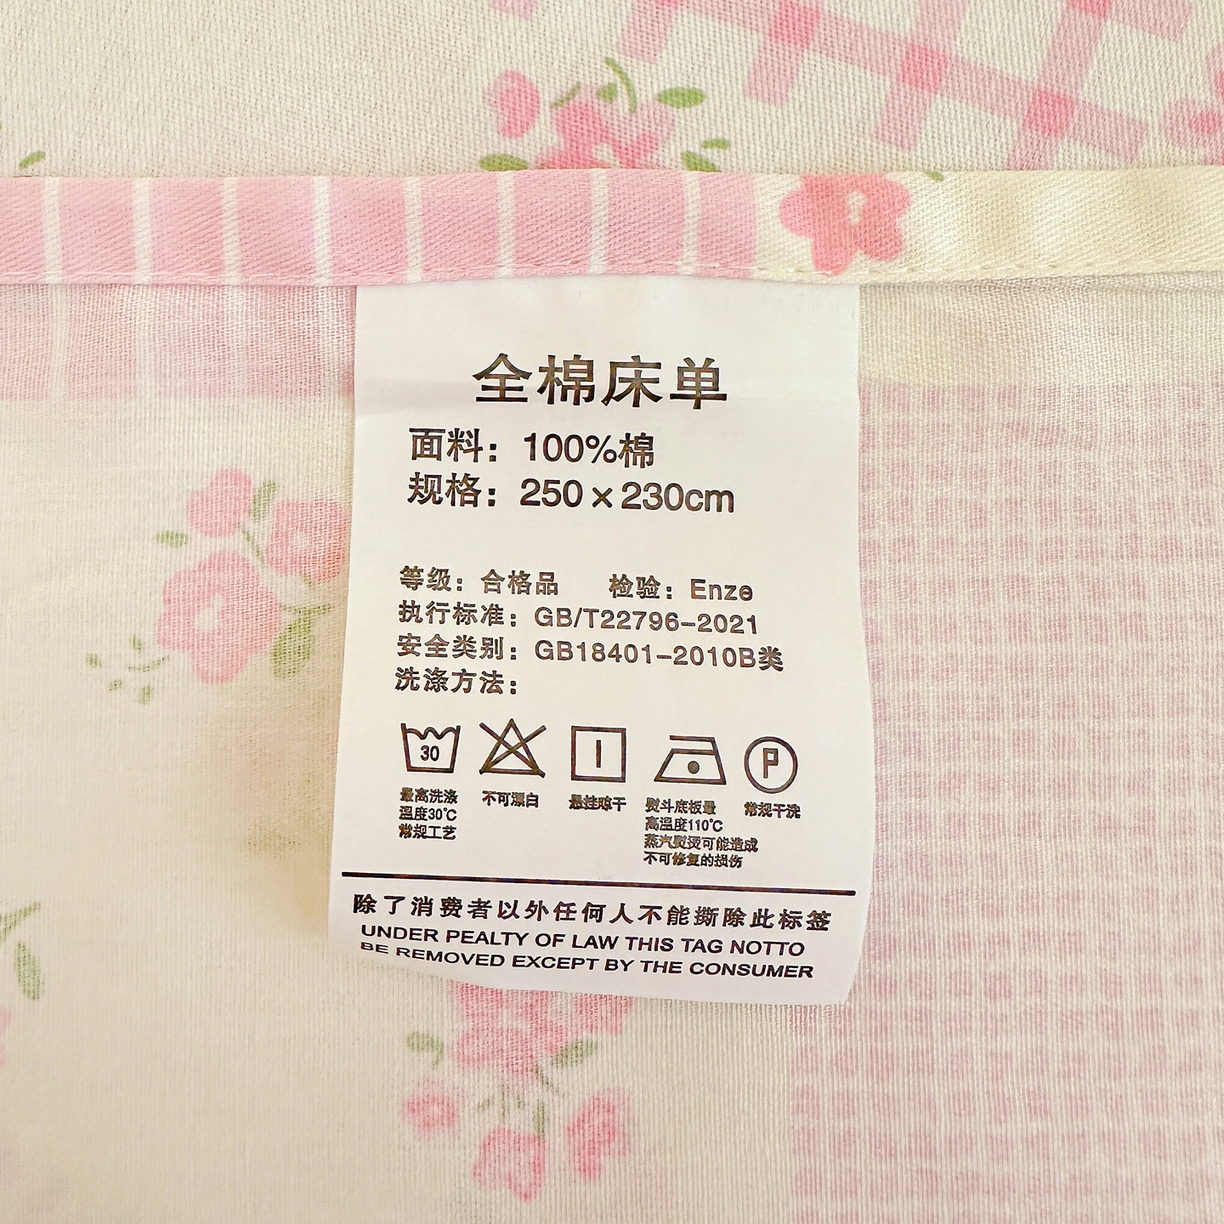 全棉床单
面料：100%棉
规格：250×230cm
等级：合格品 检验：Enze
执行标准：GB/T22796-2021
安全类别：GB18401-2010B类
洗涤方法：
30
P
最高洗涤
温度30℃
常规工艺
不可漂白
悬挂晾干
熨斗底板最
高温度110℃
蒸汽熨烫可能造成
不可修复的损伤
常规干洗
除了消费者以外任何人不能撕除此标签
UNDER PEALTY OF LAW THIS TAG NOTTO
BE REMOVED EXCEPT BY THE CONSUMER